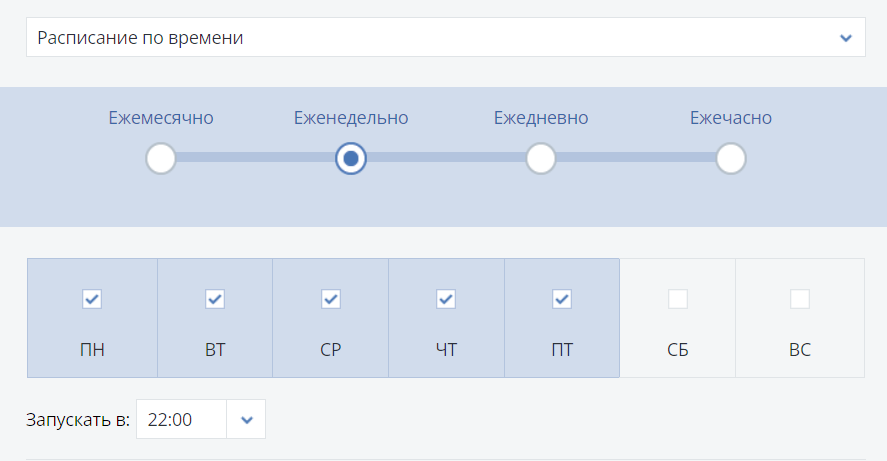 Расписание по времени
Ежемесячно Еженедельно Ежедневно Ежечасно
ПН ВТ СР ЧТ ПТ СБ ВС
Запускать в: 22:00